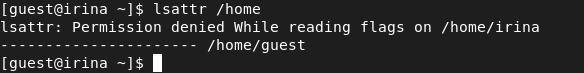 [guest@irina ~]$ lsattr /home
lsattr: Permission denied While reading flags on /home/irina
---------------------- /home/guest
[guest@irina ~]$